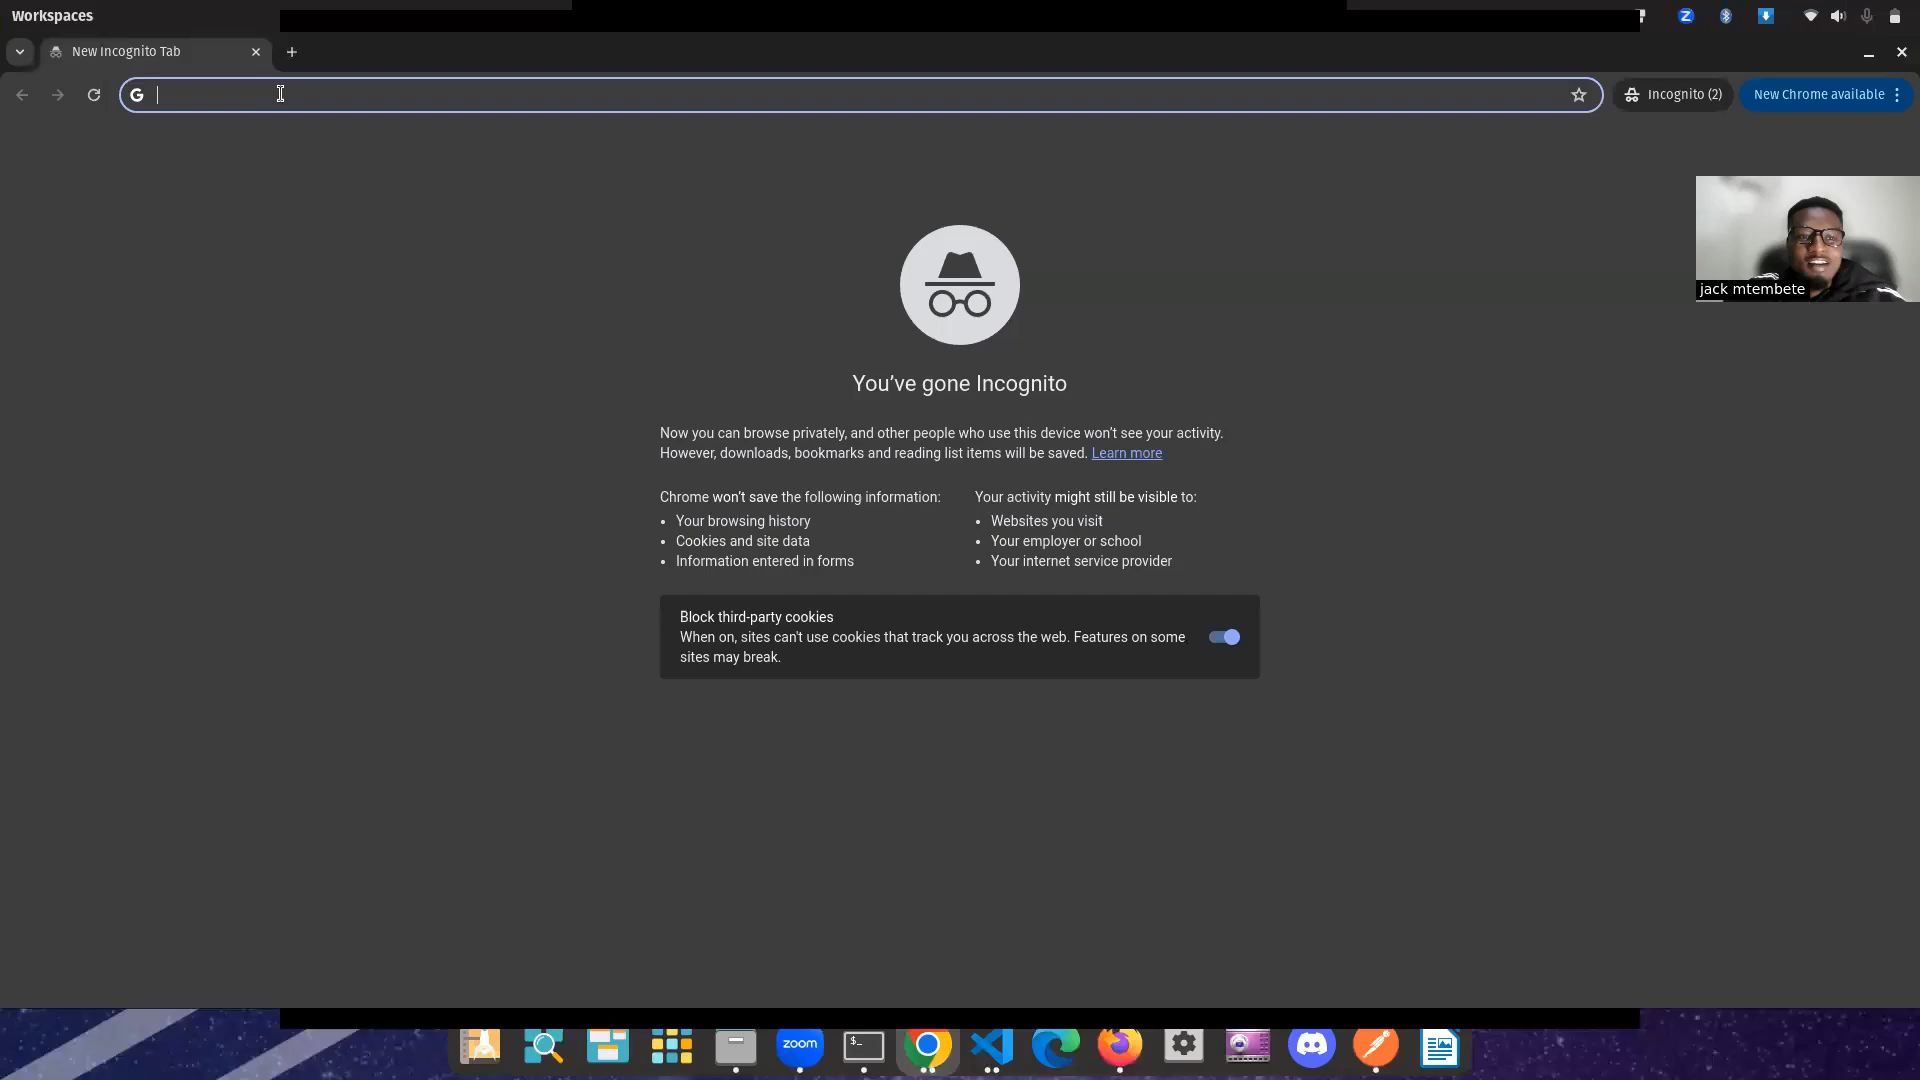 Workspaces
New Incognito Tab
Incognito (2)
New Chrome available
jack mtembete
You've gone Incognito
Now you can browse privately, and other people who use this device won't see your activity.
However, downloads, bookmarks and reading list items will be saved. Learn more
Chrome won't save the following information:
Your browsing history
Cookies and site data
Information entered in forms
Your activity might still be visible to:
Websites you visit
Your employer or school
Your internet service provider
Block third-party cookies
When on, sites can't use cookies that track you across the web. Features on some
sites may break.
zoom
$_